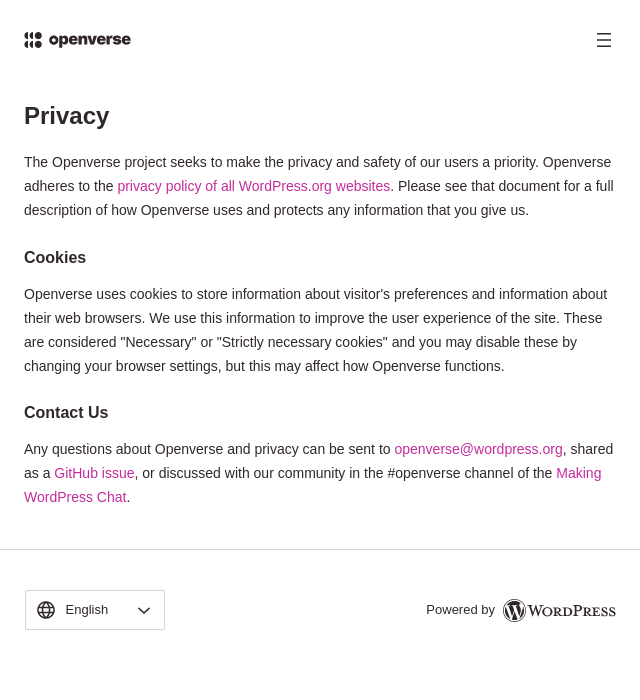 openverse
Privacy
The Openverse project seeks to make the privacy and safety of our users a priority. Openverse
adheres to the privacy policy of all WordPress.org websites. Please see that document for a full
description of how Openverse uses and protects any information that you give us.
Cookies
Openverse uses cookies to store information about visitor's preferences and information about
their web browsers. We use this information to improve the user experience of the site. These
are considered "Necessary" or "Strictly necessary cookies" and you may disable these by
changing your browser settings, but this may affect how Openverse functions.
Contact Us
Any questions about Openverse and privacy can be sent to openverse@wordpress.org, shared
as a GitHub issue, or discussed with our community in the #openverse channel of the Making
WordPress Chat.
English
Powered by WORDPRESS